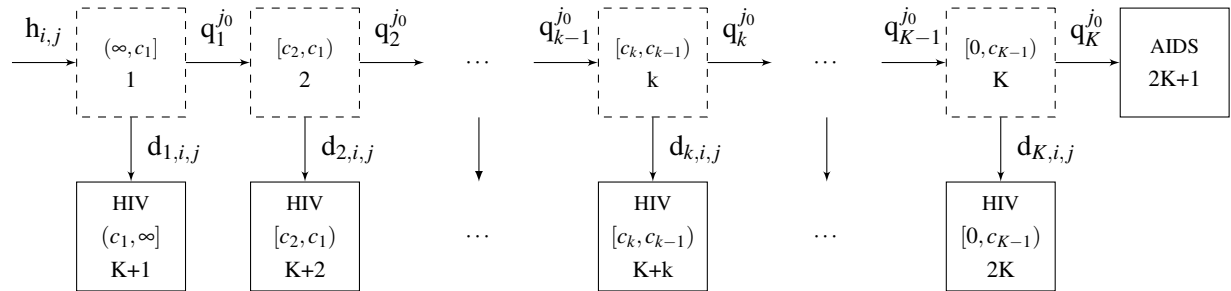 h_{i,j} (∞, c_1] q_1^{j_0} [c_2, c_1) q_2^{j_0} ⋯ q_{k−1}^{j_0} [c_k, c_{k−1}) q_k^{j_0} ⋯ q_{K−1}^{j_0} [0, c_{K−1}) q_K^{j_0} AIDS
1 2 k K 2K+1
d_{1,i,j} d_{2,i,j} d_{k,i,j} d_{K,i,j}
HIV HIV HIV HIV
(c_1, ∞] [c_2, c_1) ⋯ [c_k, c_{k−1}) ⋯ [0, c_{K−1})
K+1 K+2 K+k 2K